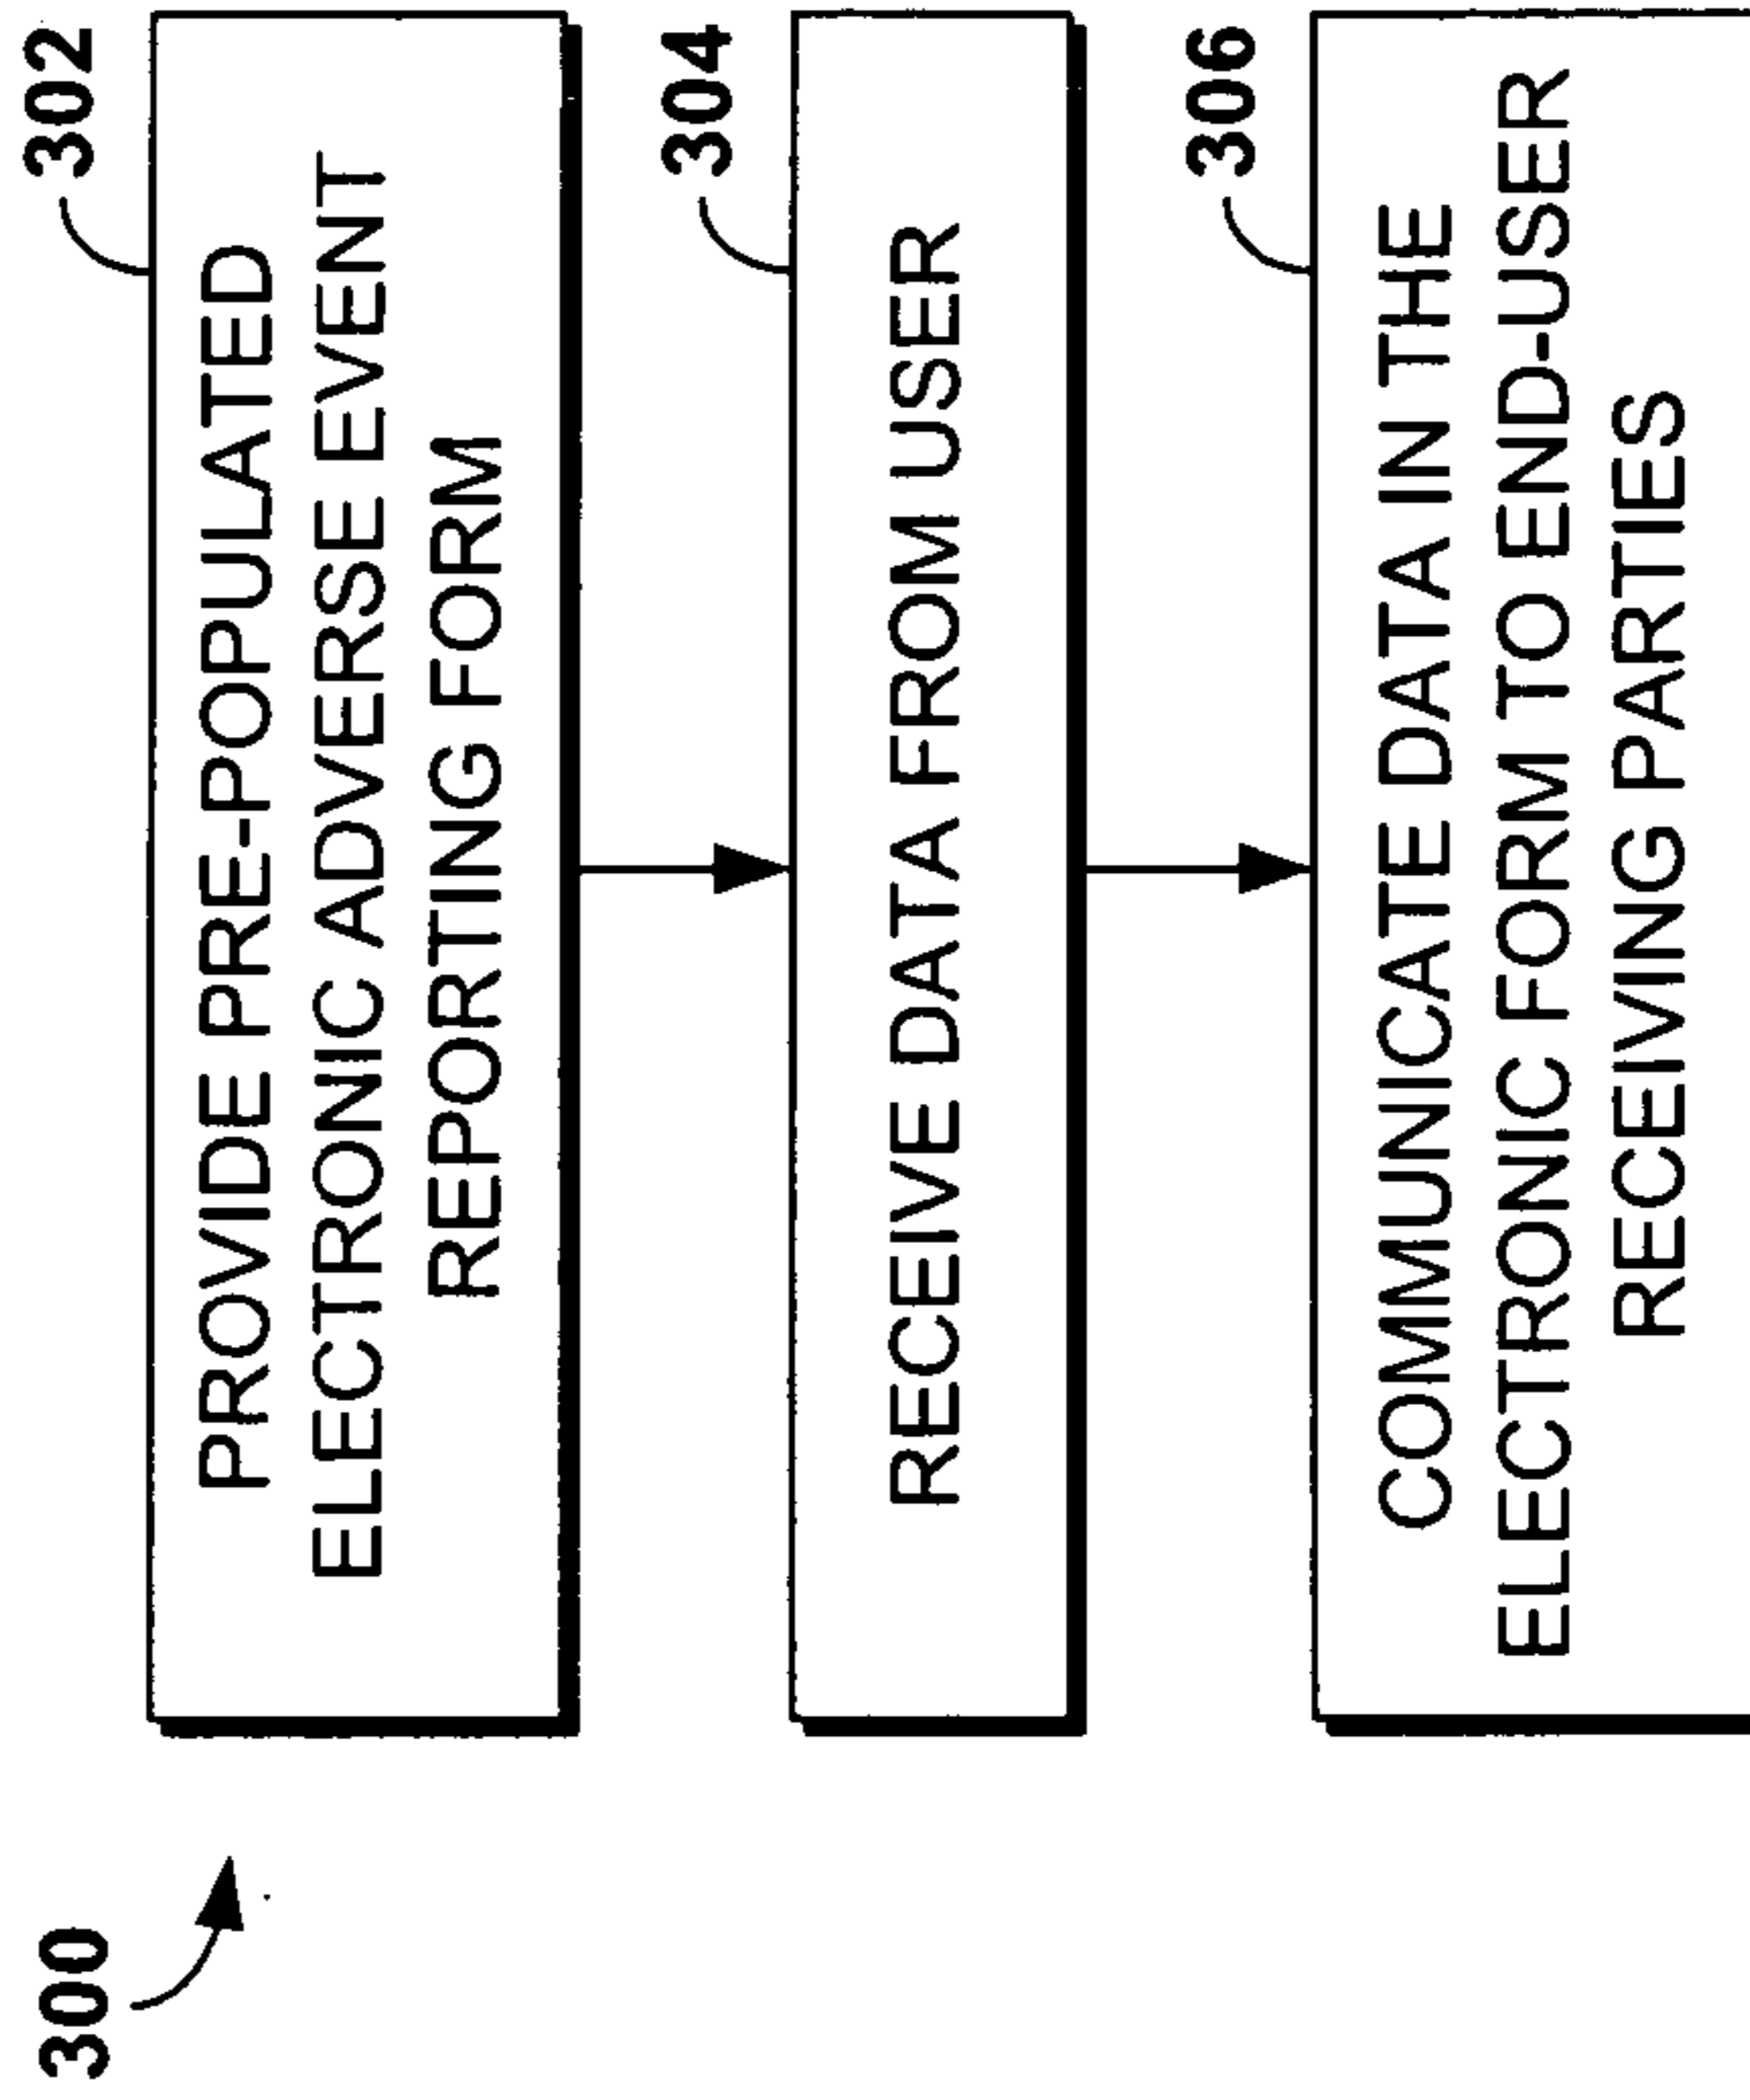 300
302
PROVIDE PRE-POPULATED
ELECTRONIC ADVERSE EVENT
REPORTING FORM
304
RECEIVE DATA FROM USER
306
COMMUNICATE DATA IN THE
ELECTRONIC FORM TO END-USER
RECEIVING PARTIES